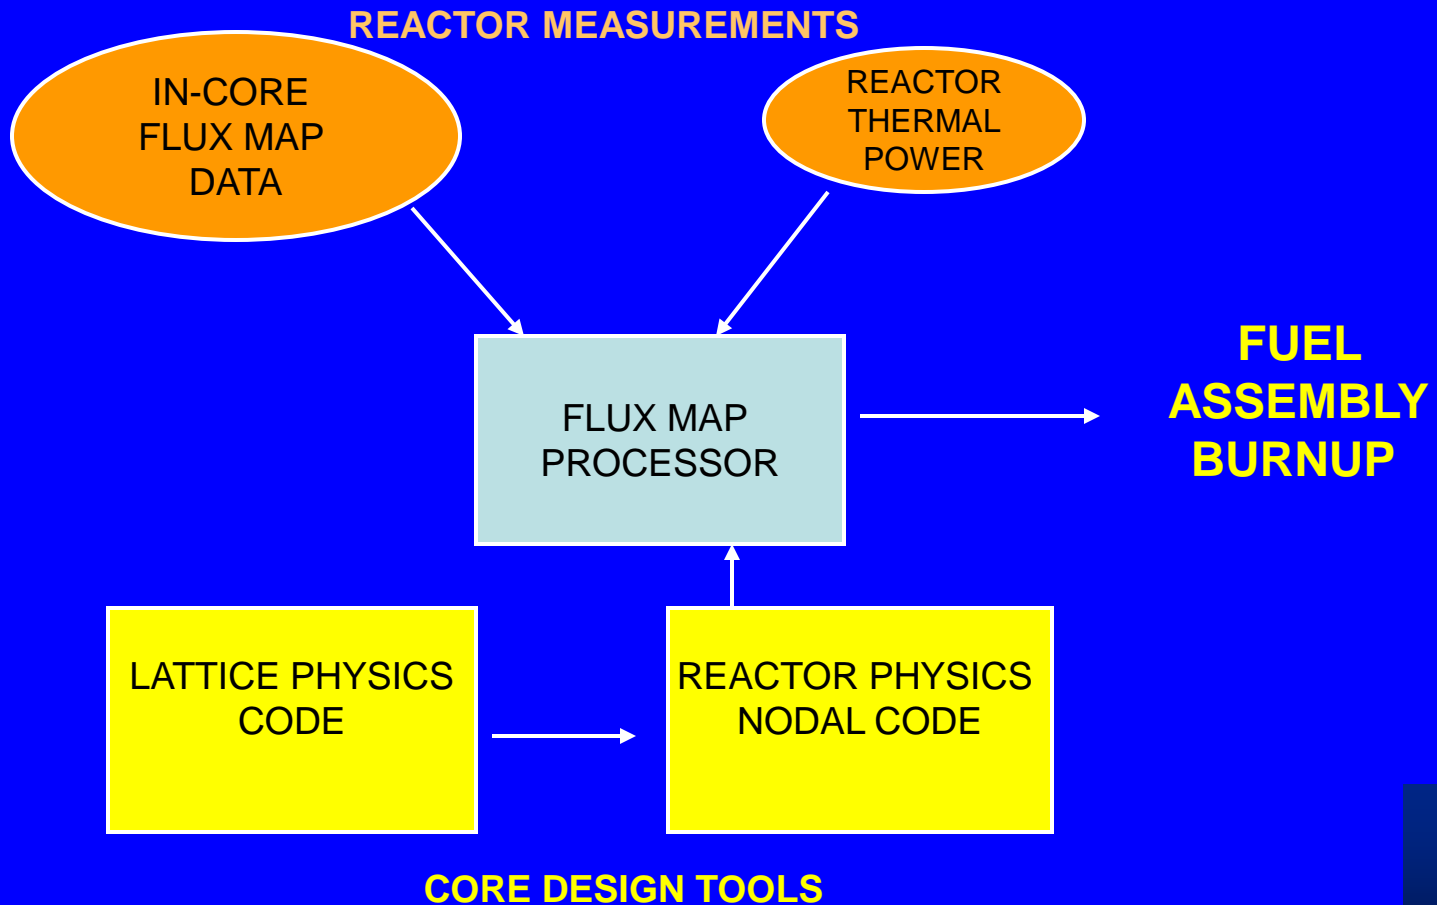 REACTOR MEASUREMENTS
IN-CORE
FLUX MAP
DATA
REACTOR
THERMAL
POWER
FLUX MAP
PROCESSOR
FUEL
ASSEMBLY
BURNUP
LATTICE PHYSICS
CODE
REACTOR PHYSICS
NODAL CODE
CORE DESIGN TOOLS